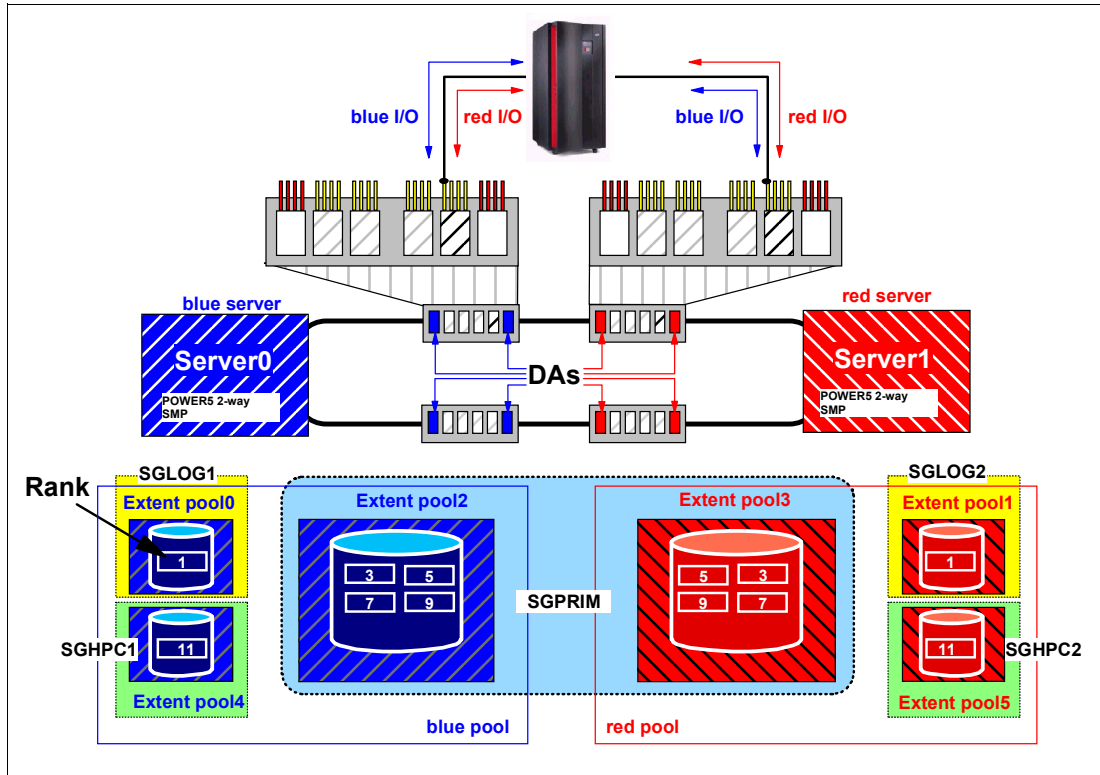 blue I/O
red I/O
blue I/O
red I/O
blue server
red server
Server0
POWER5 2-way
SMP
DAs
Server1
POWER5 2-way
SMP
SGLOG1
SGLOG2
Rank
Extent pool0
Extent pool2
Extent pool3
Extent pool1
1
3
5
7
9
5
3
9
7
1
SGPRIM
SGHPC1
11
11
SGHPC2
Extent pool4
Extent pool5
blue pool
red pool